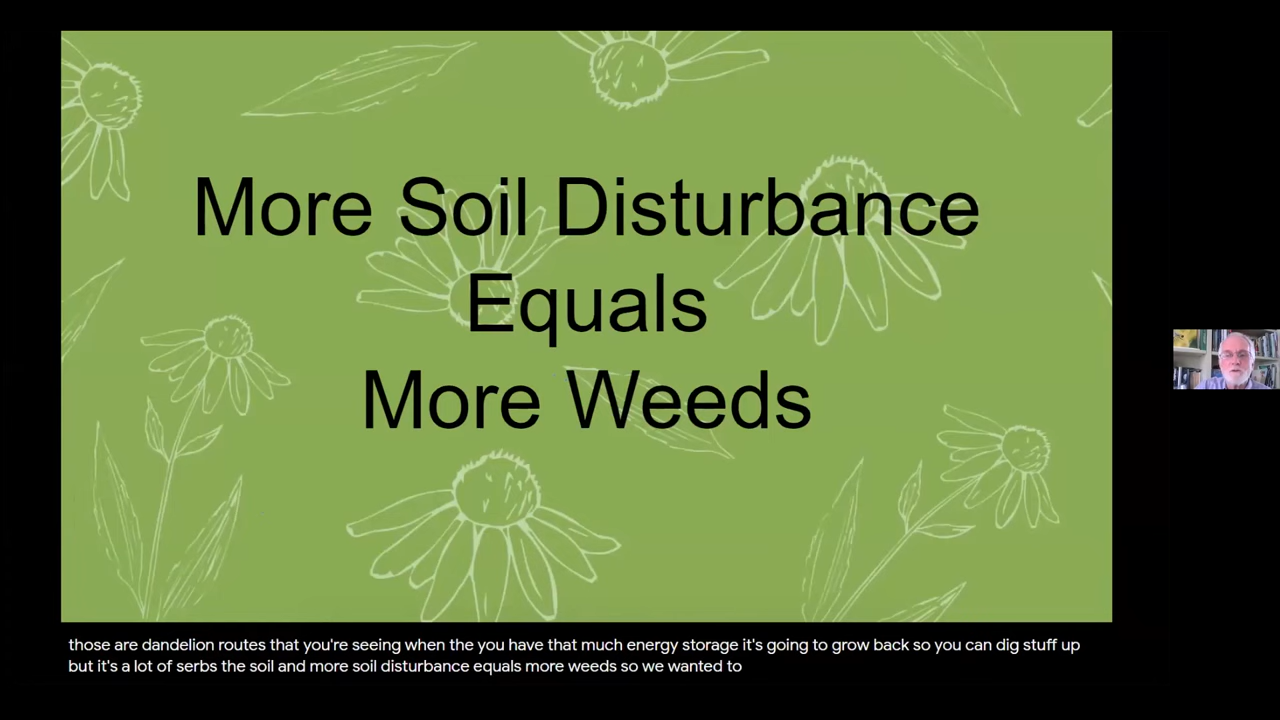 More Soil Disturbance
Equals
More Weeds
those are dandelion routes that you're seeing when the you have that much energy storage it's going to grow back so you can dig stuff up
but it's a lot of serbs the soil and more soil disturbance equals more weeds so we wanted to